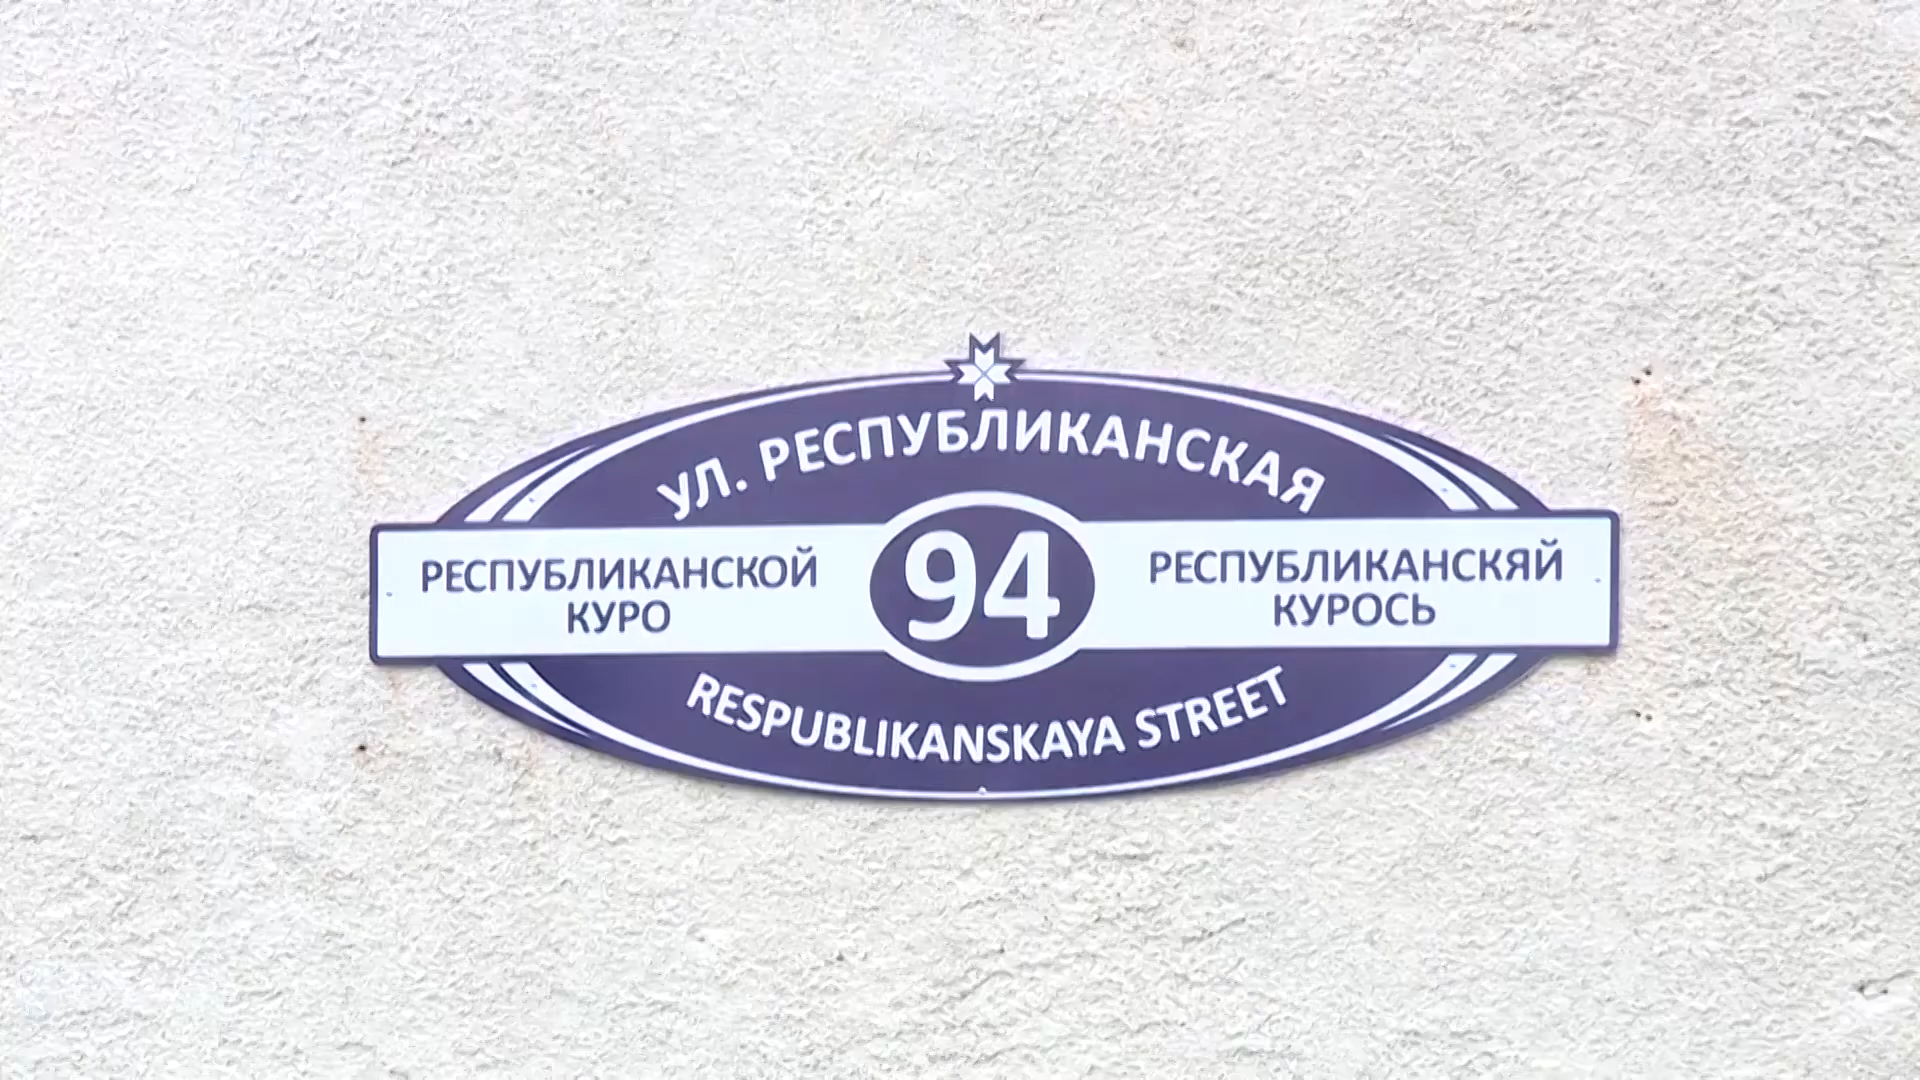 УЛ. РЕСПУБЛИКАНСКАЯ
РЕСПУБЛИКАНСКОЙ
КУРО
94
РЕСПУБЛИКАНСКЯЙ
КУРОСЬ
RESPUBLIKANSKAYA STREET